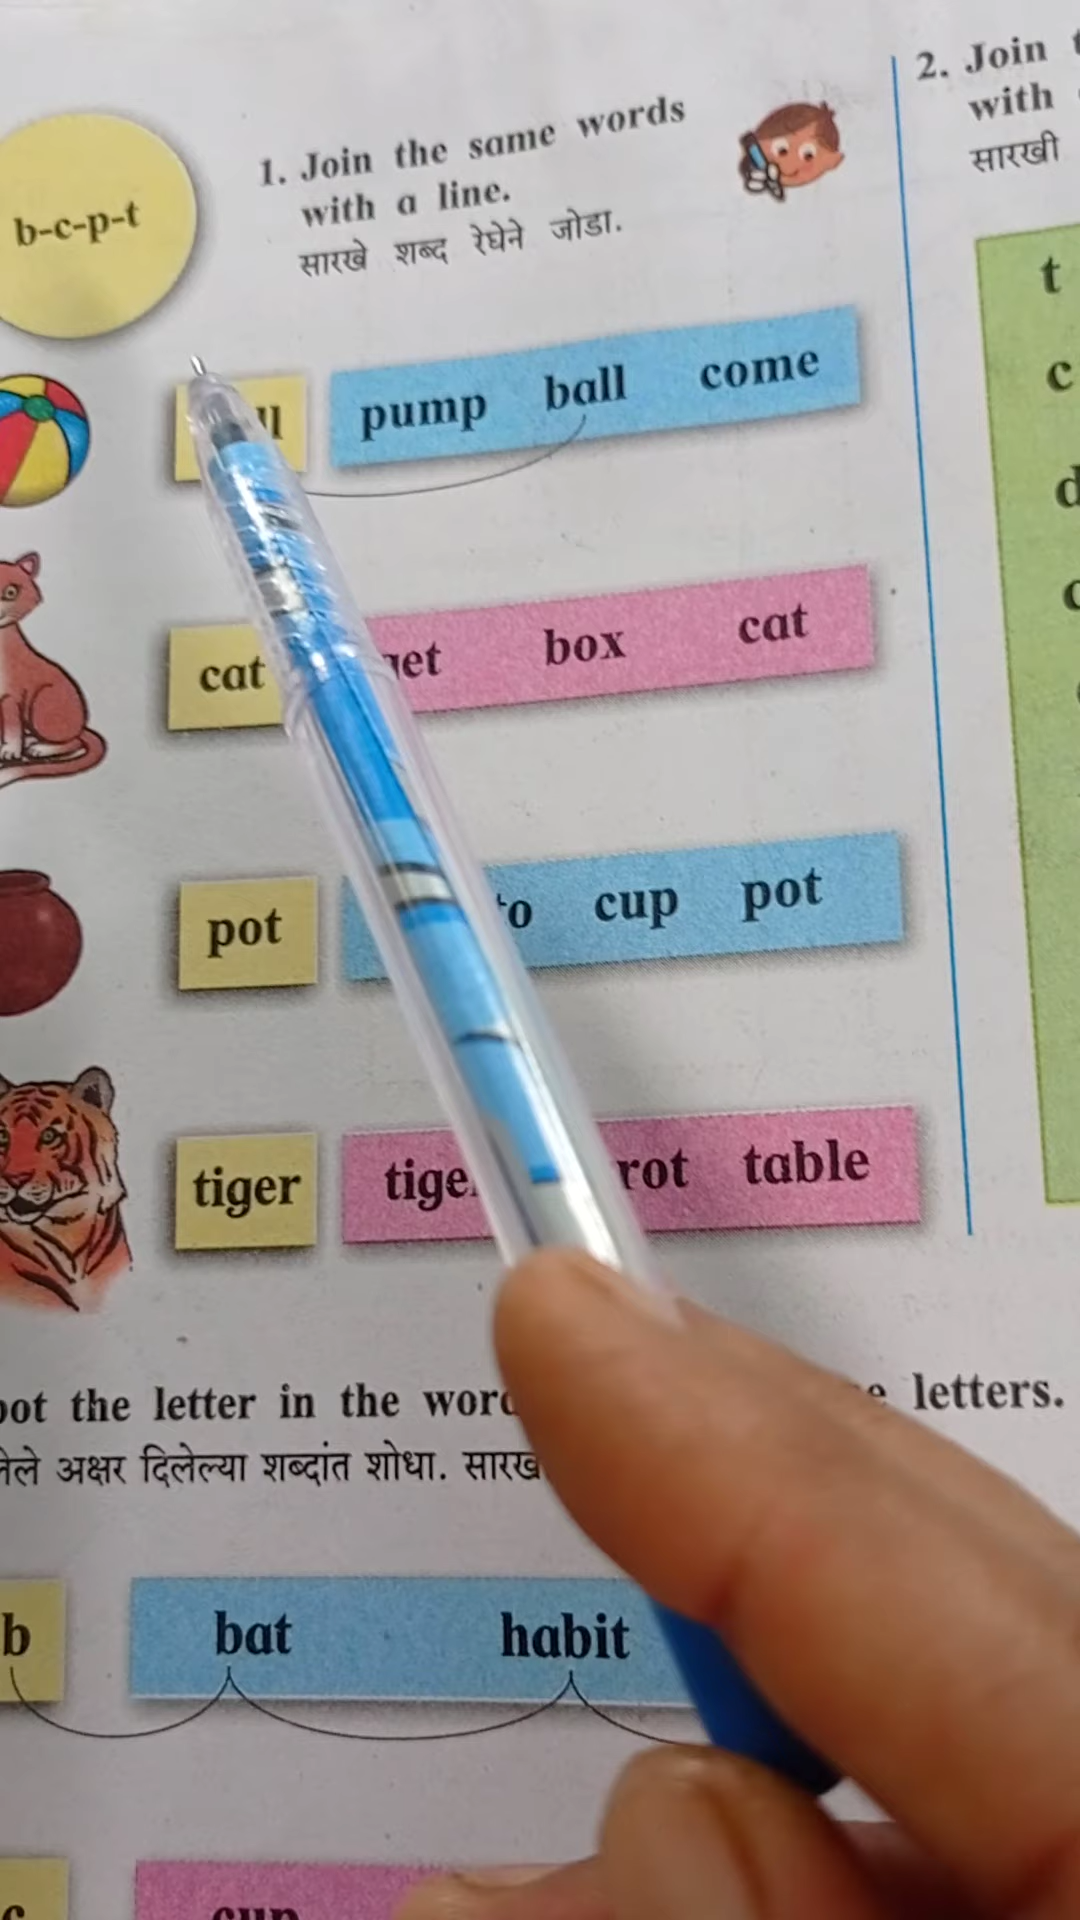 b-c-p-t
1. Join the same words
with a line.
सारखे शब्द रेघेने जोडा.
pump ball come
cat box cat
pot cup pot
tiger table
the letter in the letters.
अक्षर दिलेल्या शब्दांत शोधा.
b bat habit
2. Join
with
सारखी
t
c
d